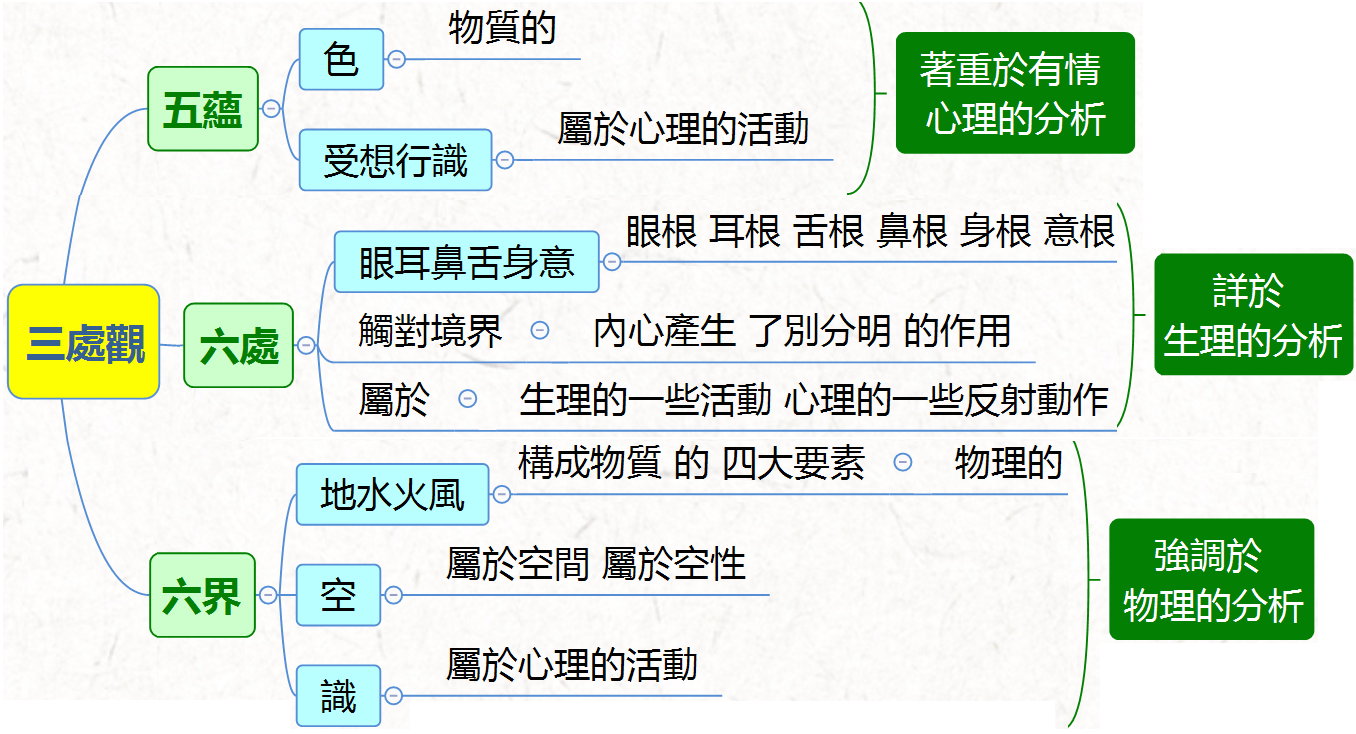 三處觀
五蘊
色
物質的
受想行識
屬於心理的活動
著重於有情
心理的分析
六處
眼耳鼻舌身意
眼根 耳根 舌根 鼻根 身根 意根
觸對境界
內心產生 了別分明 的作用
屬於
生理的一些活動 心理的一些反射動作
詳於
生理的分析
六界
地水火風
構成物質 的 四大要素
物理的
空
屬於空間 屬於空性
識
屬於心理的活動
強調於
物理的分析